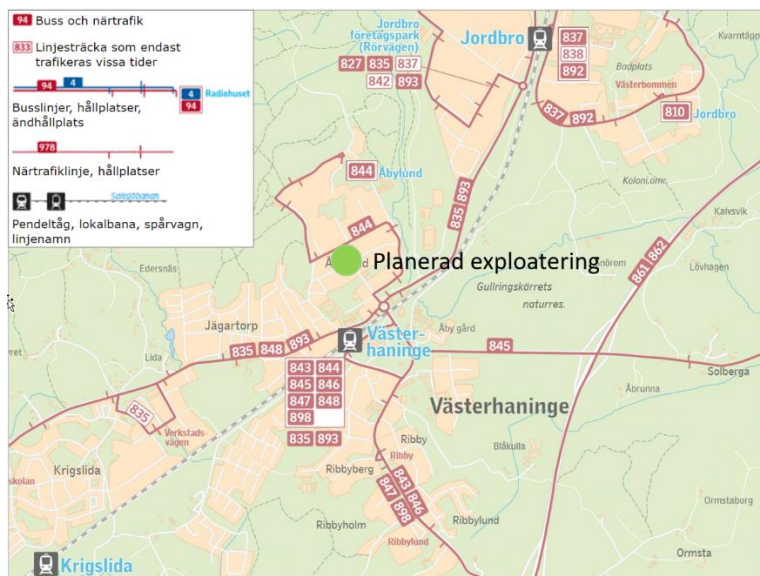 94 Buss och närtrafik
833 Linjesträcka som endast
trafikeras vissa tider
4
94
4 Radiohuset
94
Busslinjer, hållplatser,
ändhållplats
978
Närtrafiklinje, hållplatser
Saltsjöbanan
Pendeltåg, lokalbana, spårvagn,
linjenamn
Jordbro
företagspark
(Rörvägen)
827 835 837
842 893
Jordbro
837
838
892
Kvarntäppan
Badplats
Västerbommen
837 892
810
Jordbro
844 Åbylund
835 893
Koloni.omr.
Kalvsvik
844
861 862
Planerad exploatering
Lövhagen
Gullringskärrets
naturres.
Edersnäs
Jägartorp
Väster-
haninge
Åby gård
845
Lida
835 848 893
Solberga
843 844
845 846
847 848
898
835 893
Åbrunna
Västerhaninge
835
Verkstads-
vägen
Krigslida
skolan
Ribby
Ribby
Ribbyberg
Blåkulla
843 846
847 898
Ribbyholm
Ribbylund
Ribbylund
Ormstaborg
Ormsta
Krigslida